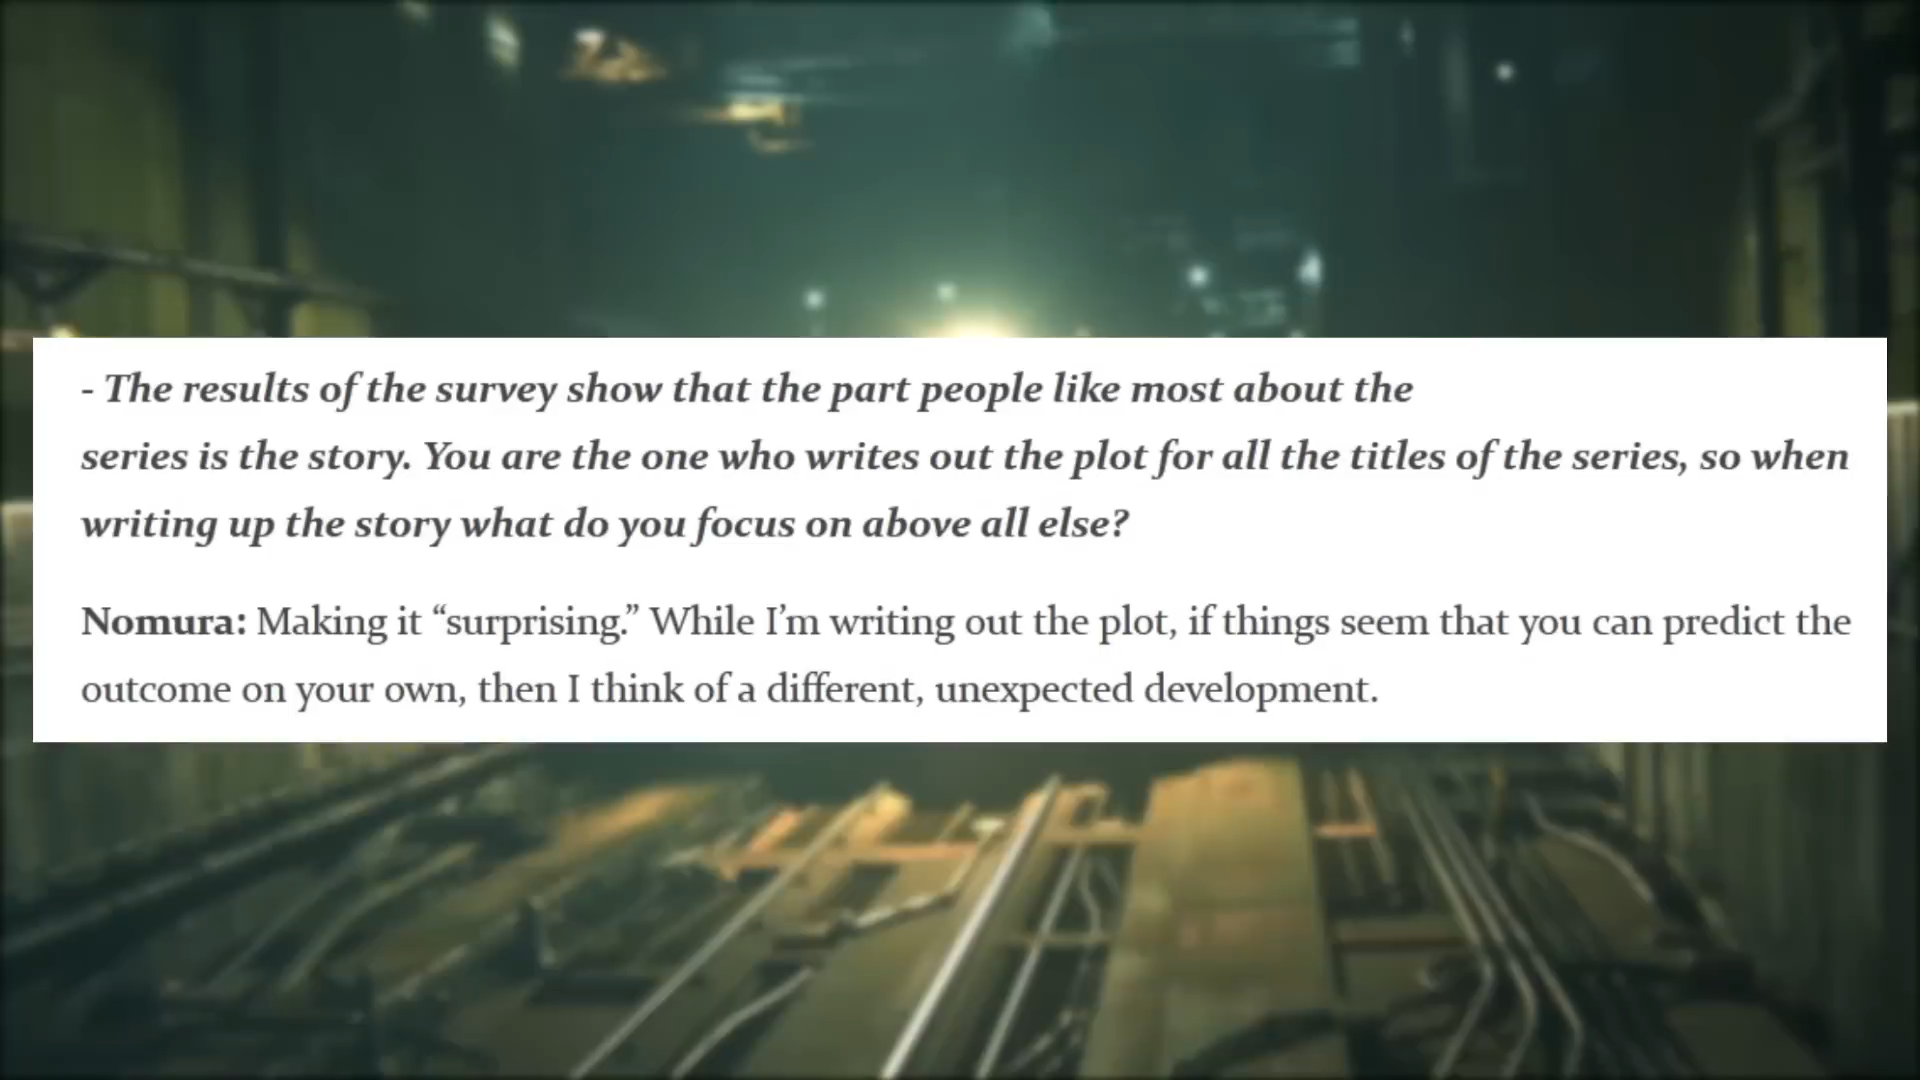 - The results of the survey show that the part people like most about the
series is the story. You are the one who writes out the plot for all the titles of the series, so when
writing up the story what do you focus on above all else?
Nomura: Making it “surprising.” While I’m writing out the plot, if things seem that you can predict the
outcome on your own, then I think of a different, unexpected development.